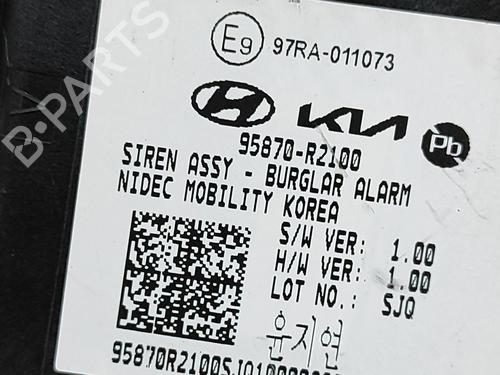 E9 97RA-011073
KIA Pb
95870-R2100
SIREN ASSY - BURGLAR ALARM
NIDEC MOBILITY KOREA
S/W VER: 1.00
H/W VER: 1.00
LOT NO.: SJQ
윤지연
B-PARTS